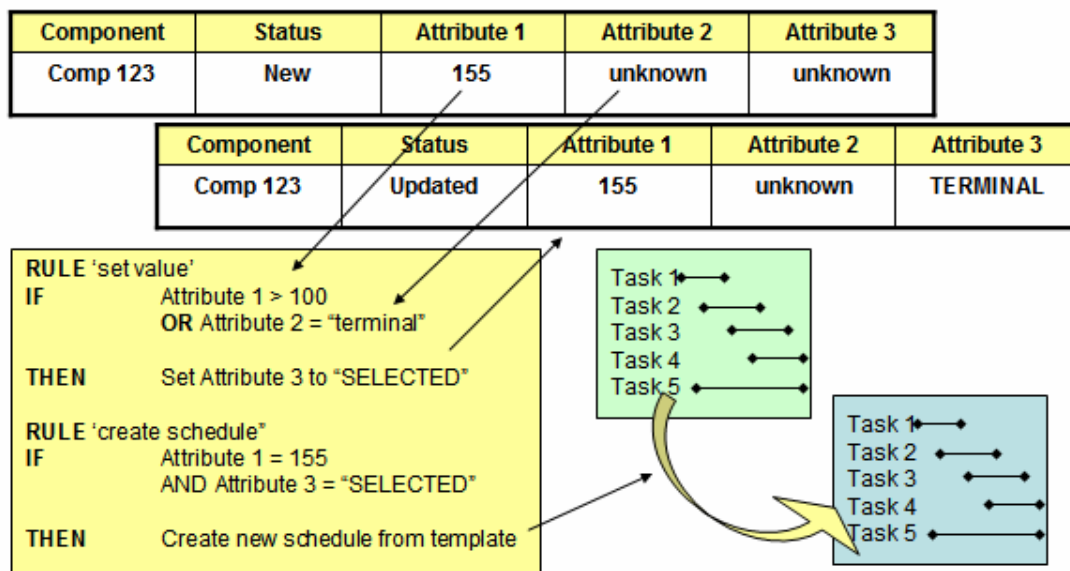 Component Status Attribute 1 Attribute 2 Attribute 3
Comp 123 New 155 unknown unknown
Component Status Attribute 1 Attribute 2 Attribute 3
Comp 123 Updated 155 unknown TERMINAL
RULE ‘set value’
IF Attribute 1 > 100
OR Attribute 2 = “terminal”
THEN Set Attribute 3 to “SELECTED”
RULE ‘create schedule”
IF Attribute 1 = 155
AND Attribute 3 = “SELECTED”
THEN Create new schedule from template
Task 1
Task 2
Task 3
Task 4
Task 5
Task 1
Task 2
Task 3
Task 4
Task 5